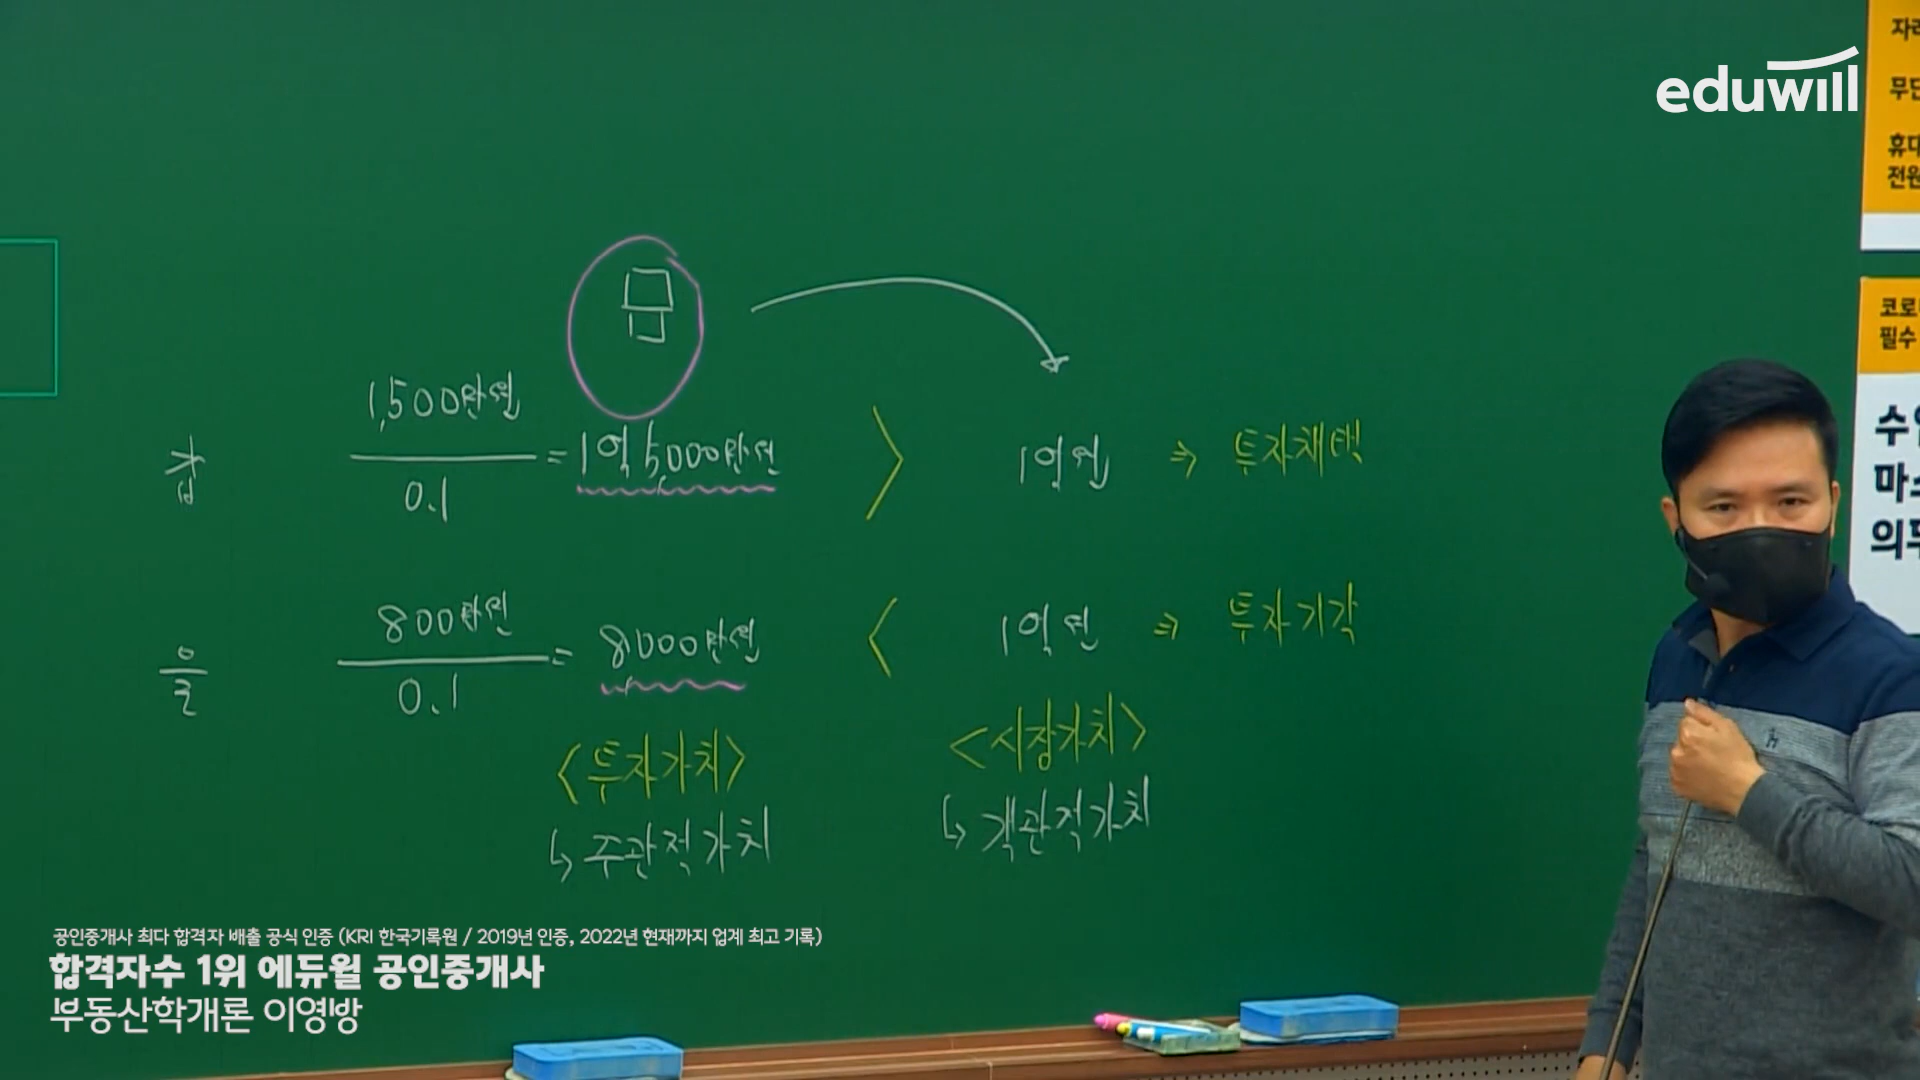 eduwill
자리
무단
휴대
전원
코로나
필수
수업
마스
의무
갑 1,500만원 / 0.1 = 1억 5,000만원 > 1억원 ⇒ 투자채택
을 800만원 / 0.1 = 8,000만원 < 1억원 ⇒ 투자기각
<투자가치> <시장가치>
↳ 주관적가치 ↳ 객관적가치
공인중개사 최다 합격자 배출 공식 인증 (KRI 한국기록원 / 2019년 인증, 2022년 현재까지 업계 최고 기록)
합격자수 1위 에듀윌 공인중개사
부동산학개론 이영방